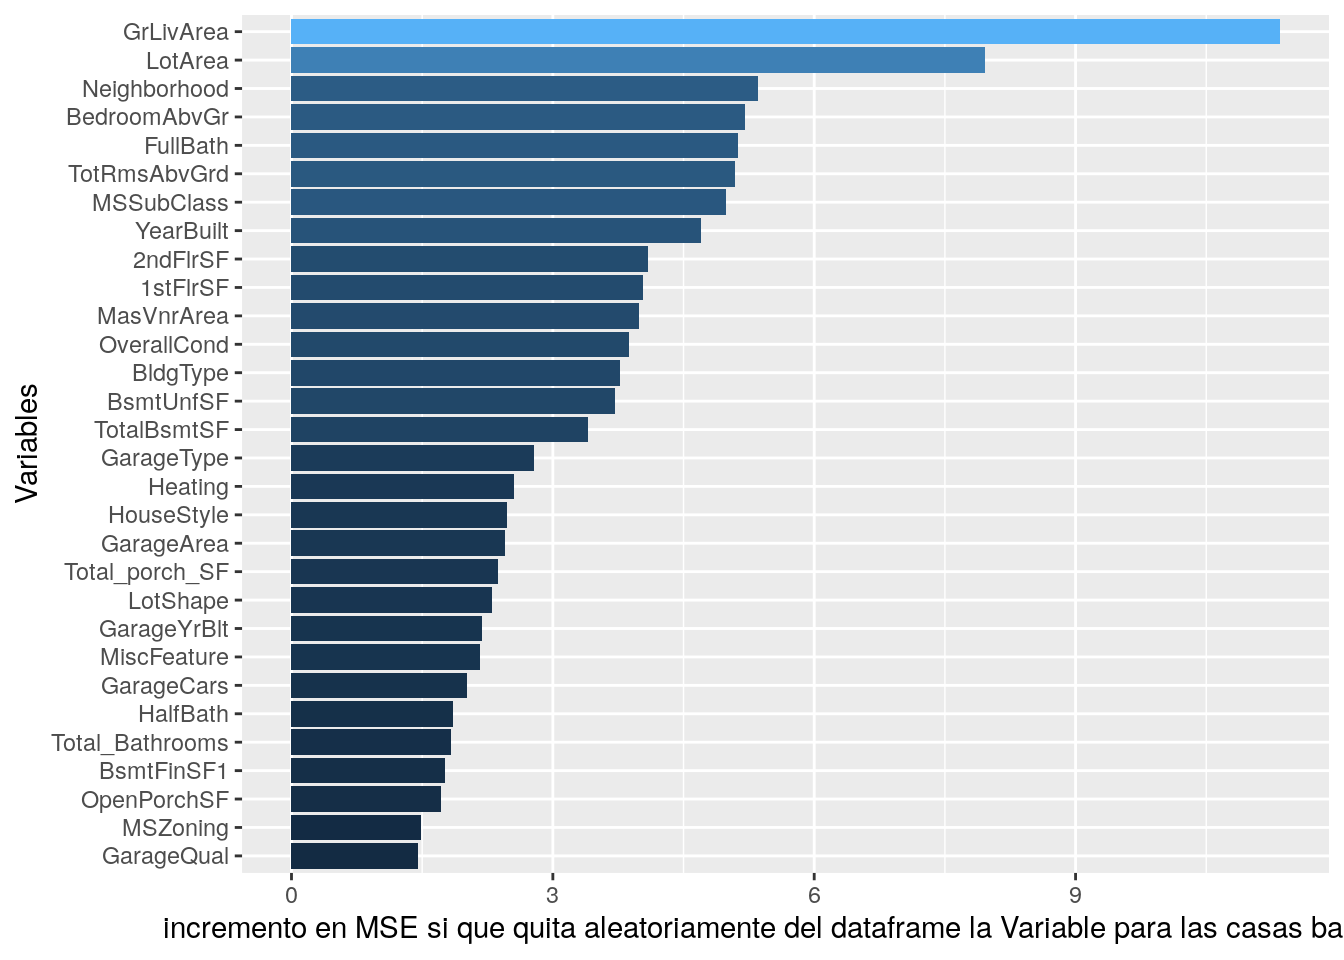 GrLivArea
LotArea
Neighborhood
BedroomAbvGr
FullBath
TotRmsAbvGrd
MSSubClass
YearBuilt
2ndFlrSF
1stFlrSF
MasVnrArea
OverallCond
BldgType
BsmtUnfSF
TotalBsmtSF
GarageType
Heating
HouseStyle
GarageArea
Total_porch_SF
LotShape
GarageYrBlt
MiscFeature
GarageCars
HalfBath
Total_Bathrooms
BsmtFinSF1
OpenPorchSF
MSZoning
GarageQual
Variables
0 3 6 9
incremento en MSE si que quita aleatoriamente del dataframe la Variable para las casas ba